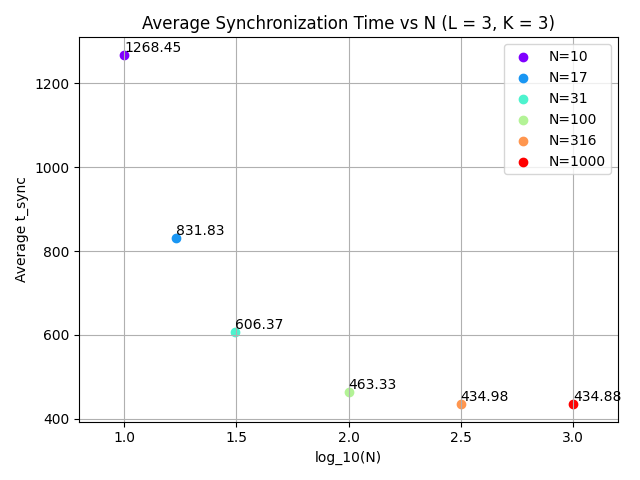 Average Synchronization Time vs N (L = 3, K = 3)
1268.45
831.83
606.37
463.33
434.98
434.88
N=10
N=17
N=31
N=100
N=316
N=1000
Average t_sync
1200
1000
800
600
400
1.0
1.5
2.0
2.5
3.0
log_10(N)